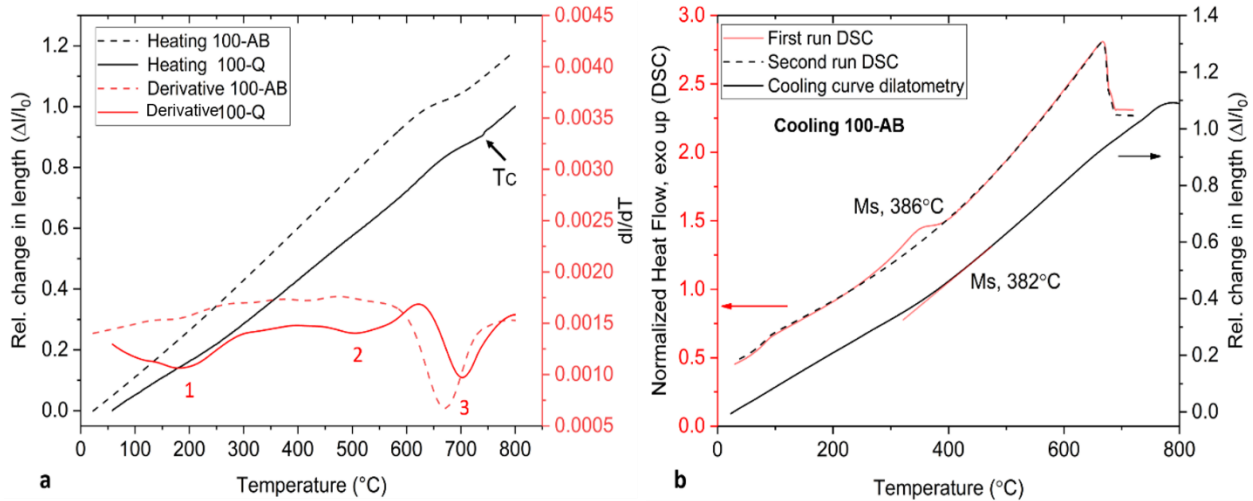 Rel. change in length (Δl/l₀)
1.2
1.0
0.8
0.6
0.4
0.2
0.0
Heating 100-AB
Heating 100-Q
Derivative 100-AB
Derivative 100-Q
TC
1
2
3
0.0045
0.0040
0.0035
0.0030
0.0025
0.0020
0.0015
0.0010
0.0005
dl/dT
0 100 200 300 400 500 600 700 800
Temperature (°C)
a
Normalized Heat Flow, exo up (DSC)
3.0
2.5
2.0
1.5
1.0
0.5
0.0
First run DSC
Second run DSC
Cooling curve dilatometry
Cooling 100-AB
Ms, 386°C
Ms, 382°C
1.4
1.2
1.0
0.8
0.6
0.4
0.2
0.0
Rel. change in length (Δl/l₀)
0 200 400 600 800
Temperature (°C)
b